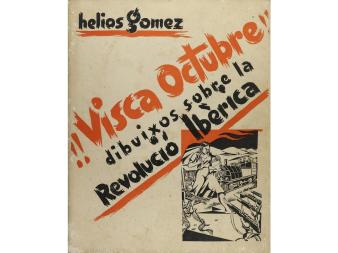 helios gomez
¡¡Visca Octubre!!
dibuixos sobre la
Revolució Ibèrica